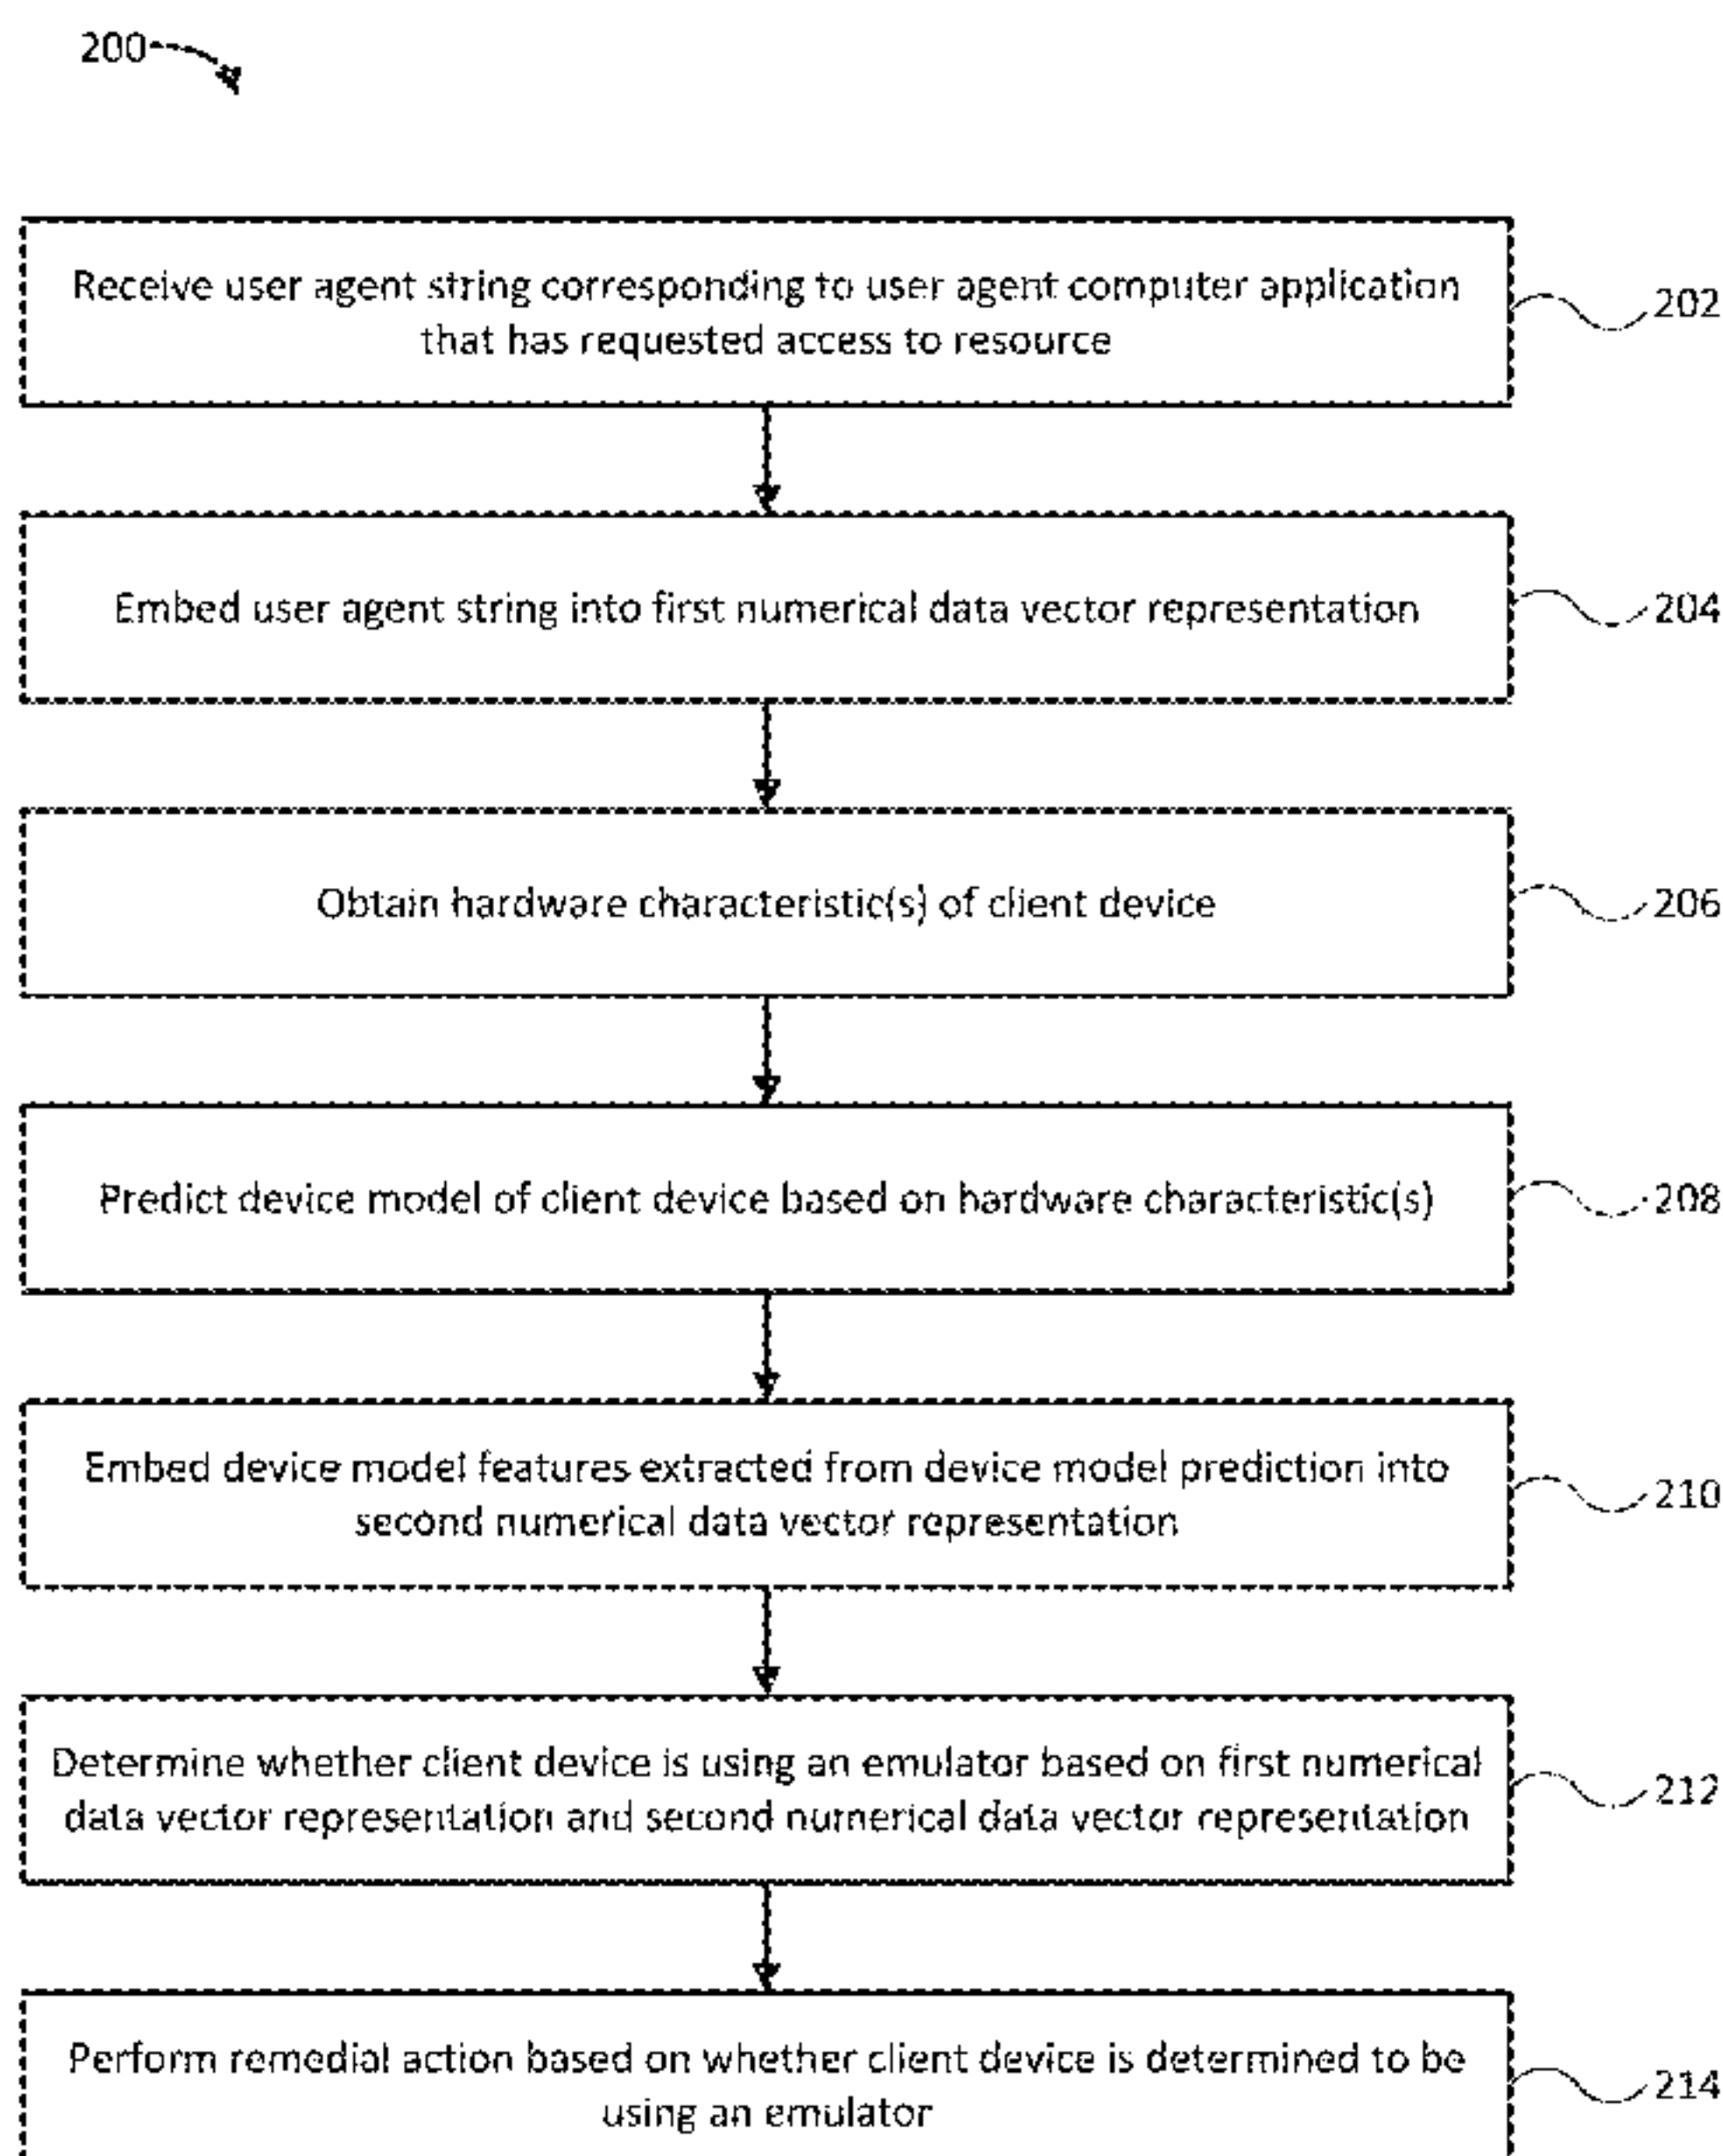 200
Receive user agent string corresponding to user agent computer application
that has requested access to resource
202
Embed user agent string into first numerical data vector representation
204
Obtain hardware characteristic(s) of client device
206
Predict device model of client device based on hardware characteristic(s)
208
Embed device model features extracted from device model prediction into
second numerical data vector representation
210
Determine whether client device is using an emulator based on first numerical
data vector representation and second numerical data vector representation
212
Perform remedial action based on whether client device is determined to be
using an emulator
214